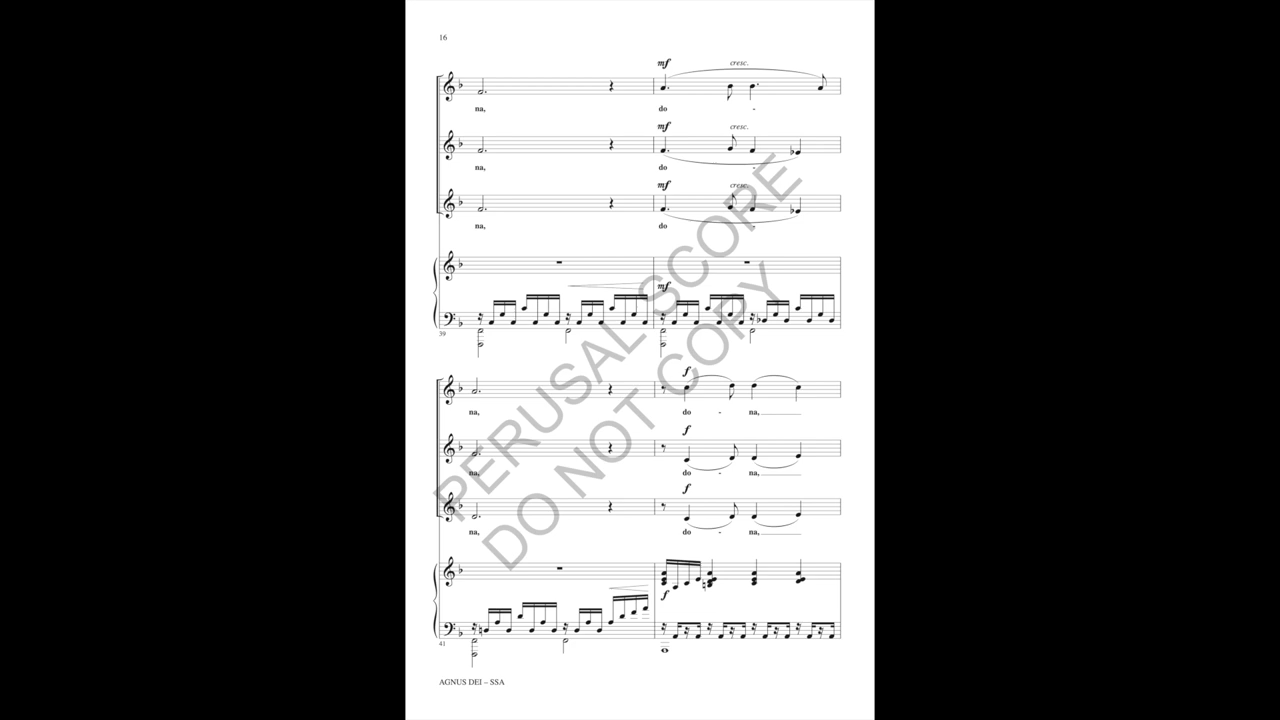 16
mf cresc.
na, do -
mf cresc.
na, do -
mf cresc.
na, do -
mf
39
f
na, do - na,
f
na, do - na,
f
na, do - na,
f
41
AGNUS DEI – SSA
PERUSAL SCORE
DO NOT COPY